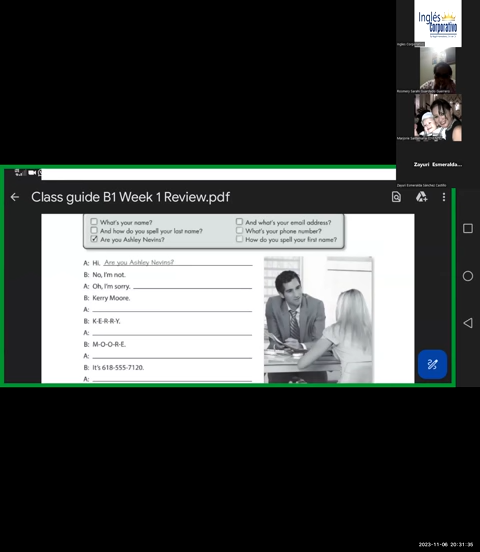 Inglés
Corporativo
Zayuri Esmeralda...
Class guide B1 Week 1 Review.pdf
What's your name?
And how do you spell your last name?
Are you Ashley Nevins?
And what's your email address?
What's your phone number?
How do you spell your first name?
A: Hi. Are you Ashley Nevins?
B: No, I'm not.
A: Oh, I'm sorry.
B: Kerry Moore.
A:
B: K-E-R-R-Y.
A:
B: M-O-O-R-E.
A:
B: It's 618-555-7120.
A:
2023-11-06 20:31:35